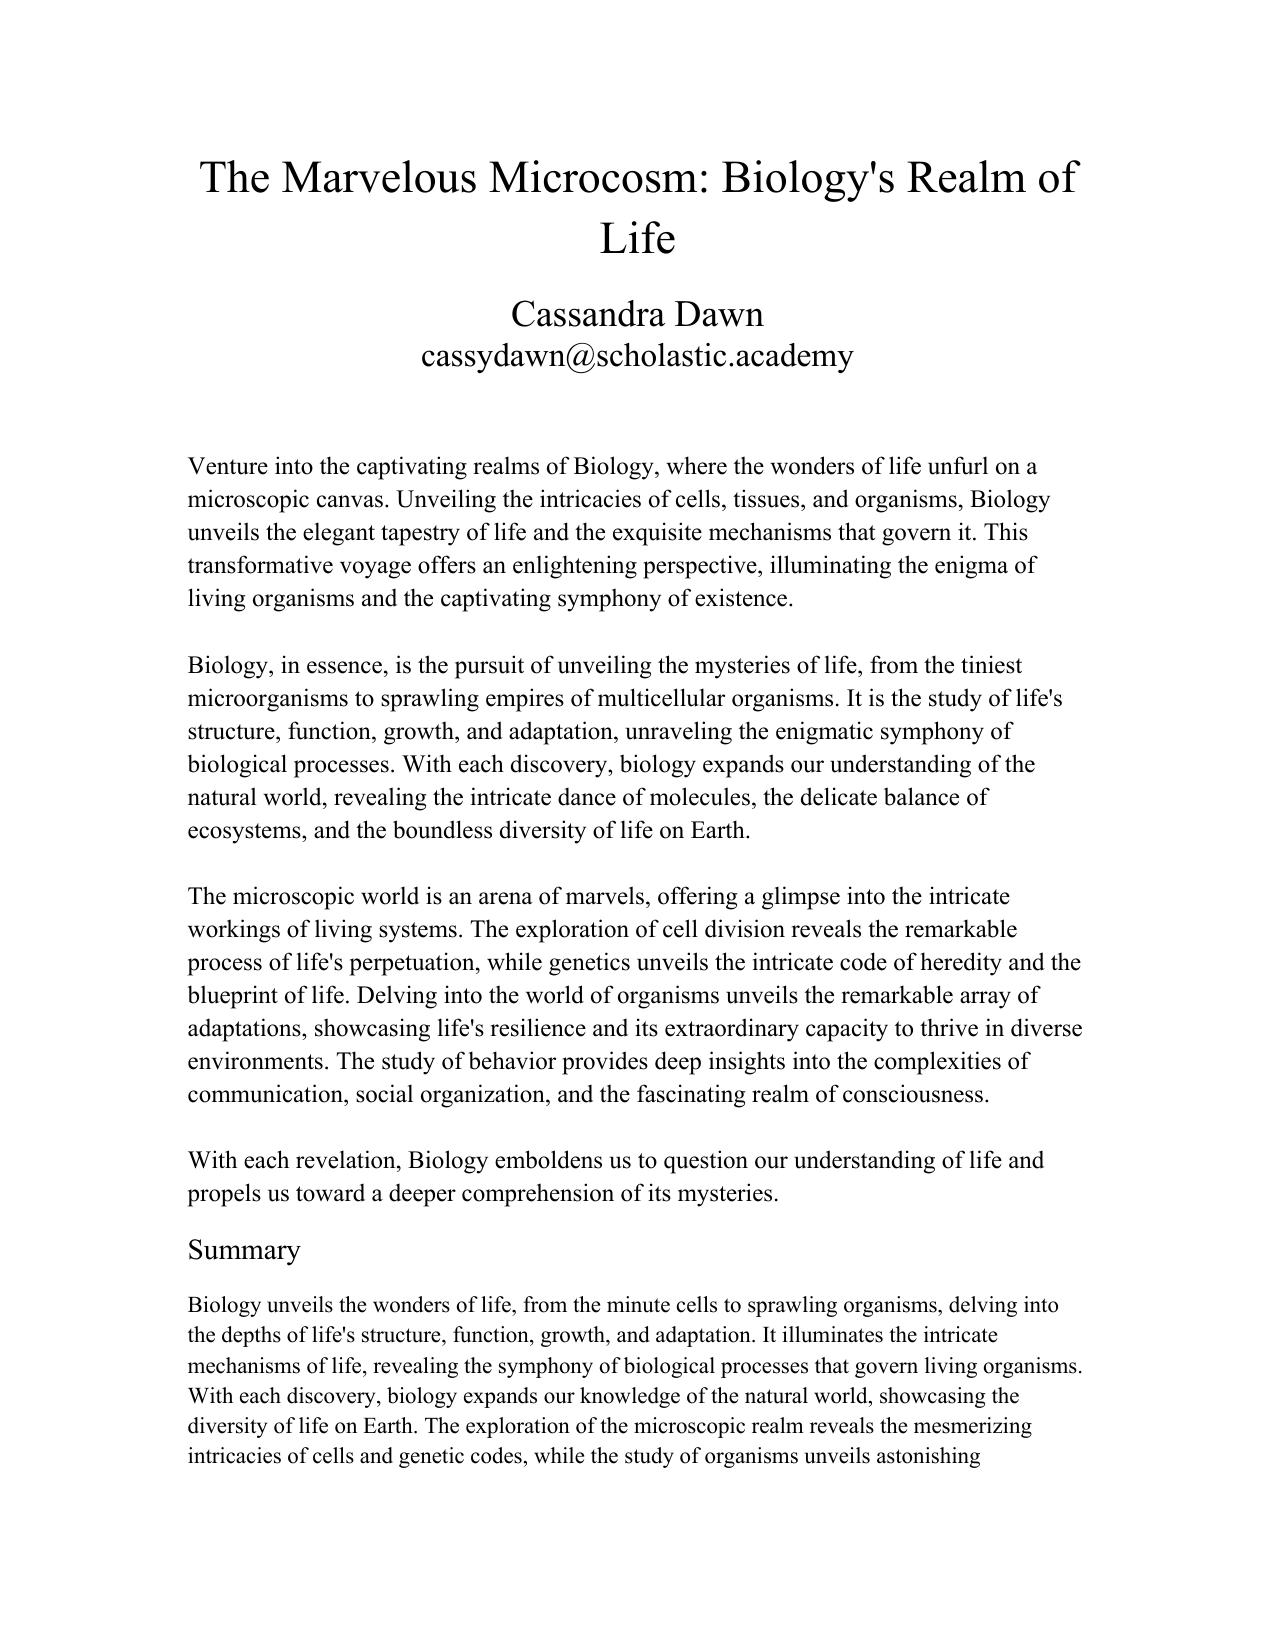 The Marvelous Microcosm: Biology's Realm of
Life
Cassandra Dawn
cassydawn@scholastic.academy
Venture into the captivating realms of Biology, where the wonders of life unfurl on a
microscopic canvas. Unveiling the intricacies of cells, tissues, and organisms, Biology
unveils the elegant tapestry of life and the exquisite mechanisms that govern it. This
transformative voyage offers an enlightening perspective, illuminating the enigma of
living organisms and the captivating symphony of existence.
Biology, in essence, is the pursuit of unveiling the mysteries of life, from the tiniest
microorganisms to sprawling empires of multicellular organisms. It is the study of life's
structure, function, growth, and adaptation, unraveling the enigmatic symphony of
biological processes. With each discovery, biology expands our understanding of the
natural world, revealing the intricate dance of molecules, the delicate balance of
ecosystems, and the boundless diversity of life on Earth.
The microscopic world is an arena of marvels, offering a glimpse into the intricate
workings of living systems. The exploration of cell division reveals the remarkable
process of life's perpetuation, while genetics unveils the intricate code of heredity and the
blueprint of life. Delving into the world of organisms unveils the remarkable array of
adaptations, showcasing life's resilience and its extraordinary capacity to thrive in diverse
environments. The study of behavior provides deep insights into the complexities of
communication, social organization, and the fascinating realm of consciousness.
With each revelation, Biology emboldens us to question our understanding of life and
propels us toward a deeper comprehension of its mysteries.
Summary
Biology unveils the wonders of life, from the minute cells to sprawling organisms, delving into
the depths of life's structure, function, growth, and adaptation. It illuminates the intricate
mechanisms of life, revealing the symphony of biological processes that govern living organisms.
With each discovery, biology expands our knowledge of the natural world, showcasing the
diversity of life on Earth. The exploration of the microscopic realm reveals the mesmerizing
intricacies of cells and genetic codes, while the study of organisms unveils astonishing